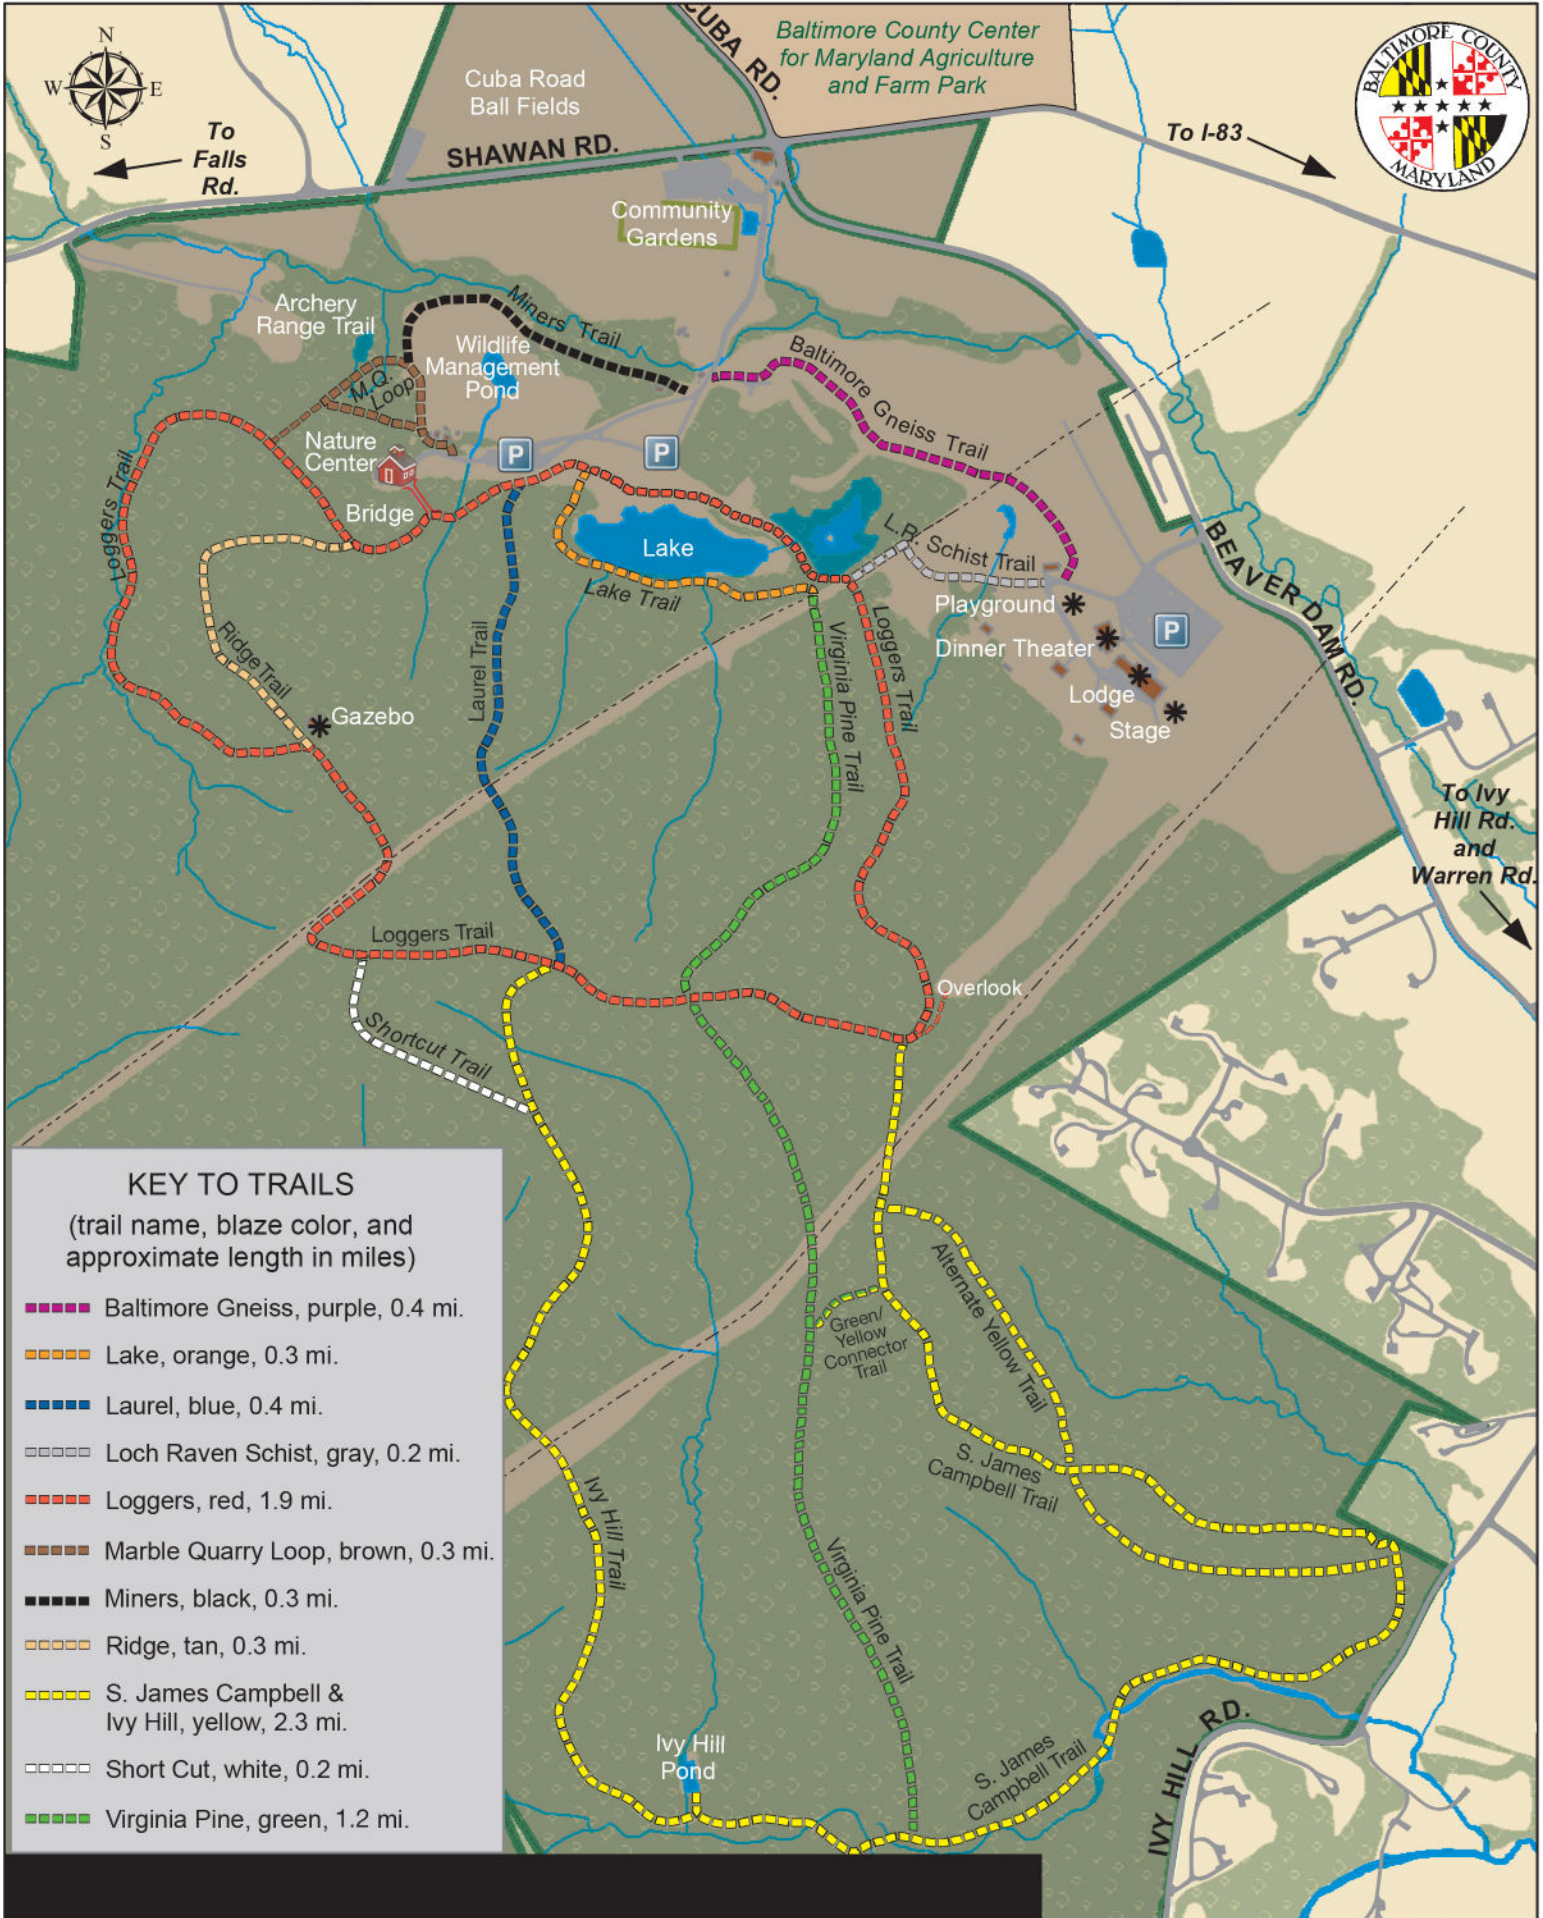 N
W
E
S
To
Falls
Rd.
Cuba Road
Ball Fields
SHAWAN RD.
CUBA RD.
Baltimore County Center
for Maryland Agriculture
and Farm Park
To I-83
BALTIMORE COUNTY
MARYLAND
Community
Gardens
Archery
Range Trail
Miners Trail
Wildlife
Management
Pond
M.Q.
Loop
Baltimore Gneiss Trail
Nature
Center
P
P
Bridge
Loggers Trail
Lake
L.R. Schist Trail
Lake Trail
Playground
Dinner Theater
P
Lodge
Stage
BEAVER DAM RD.
Ridge Trail
Gazebo
Laurel Trail
Virginia Pine Trail
Loggers Trail
To Ivy
Hill Rd.
and
Warren Rd.
Loggers Trail
Overlook
Shortcut Trail
Alternate Yellow Trail
Green/
Yellow
Connector
Trail
S. James
Campbell Trail
Ivy Hill Trail
Virginia Pine Trail
Ivy Hill
Pond
S. James
Campbell Trail
IVY HILL RD.
KEY TO TRAILS
(trail name, blaze color, and
approximate length in miles)
Baltimore Gneiss, purple, 0.4 mi.
Lake, orange, 0.3 mi.
Laurel, blue, 0.4 mi.
Loch Raven Schist, gray, 0.2 mi.
Loggers, red, 1.9 mi.
Marble Quarry Loop, brown, 0.3 mi.
Miners, black, 0.3 mi.
Ridge, tan, 0.3 mi.
S. James Campbell &
Ivy Hill, yellow, 2.3 mi.
Short Cut, white, 0.2 mi.
Virginia Pine, green, 1.2 mi.